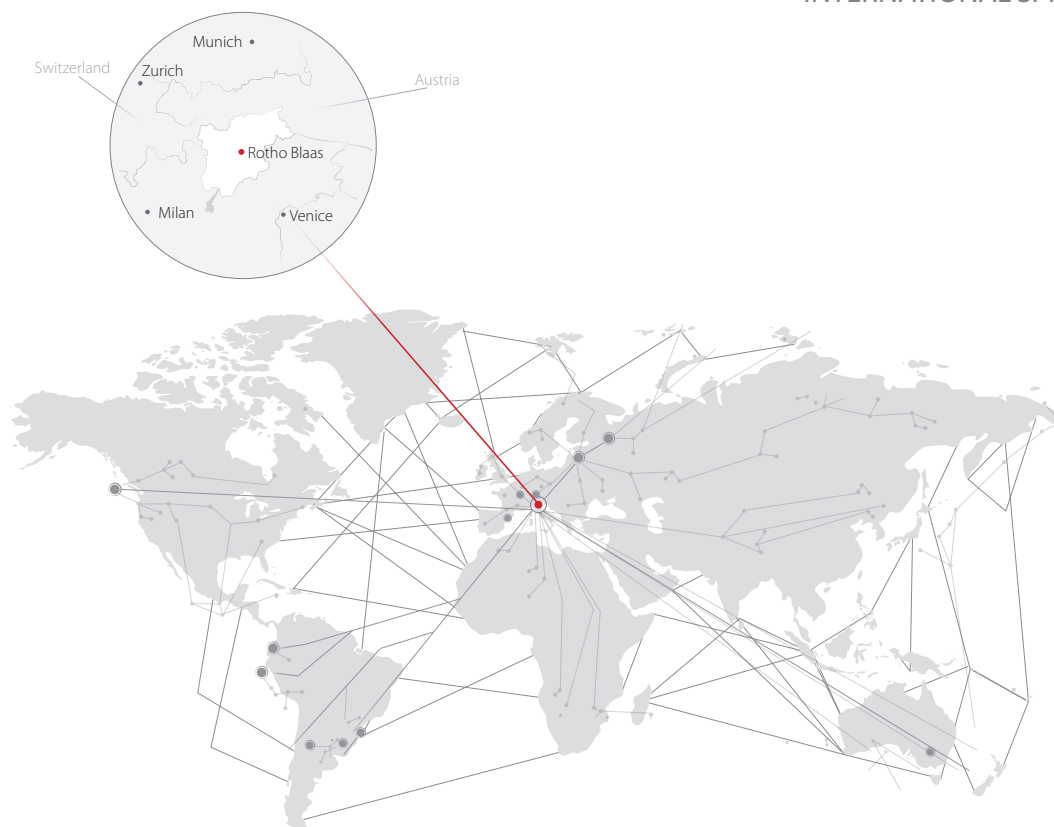 Munich
Switzerland
Zurich
Austria
Rotho Blaas
Milan
Venice